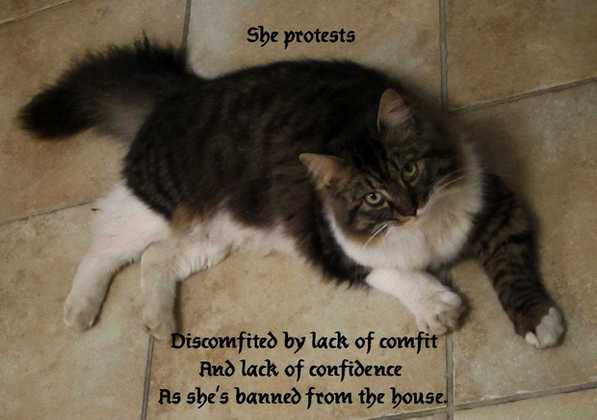 She protests
Discomfited by lack of comfit
And lack of confidence
As she's banned from the house.